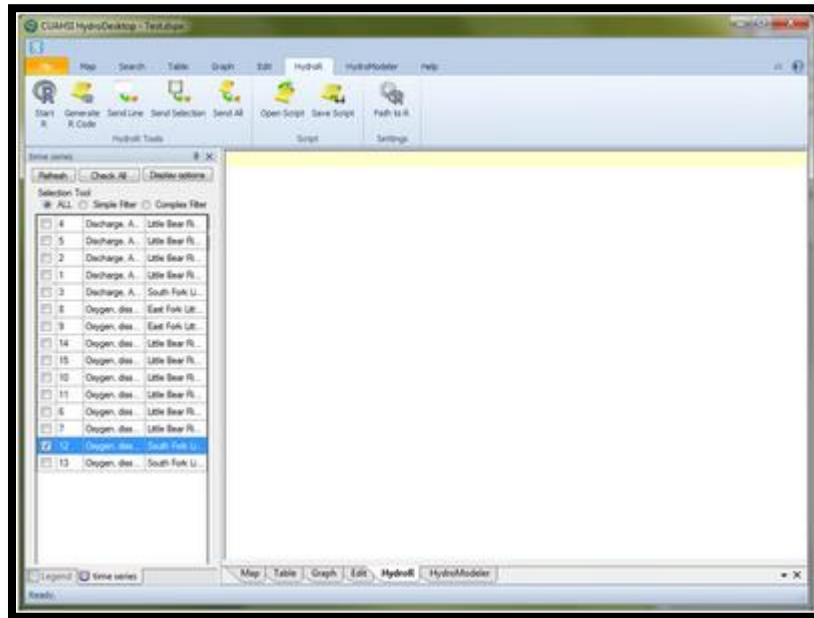 CUAHSI HydroDesktop - Test.dspx
Map Search Table Graph Edit HydroR HydroModeler Help
Start R
Generate R Code
Send Line
Send Selection
Send All
Open Script
Save Script
Path to R
HydroR Tools
Script
Settings
time series
Refresh Check All Display options
Selection Tool
ALL Simple Filter Complex Filter
4 Discharge, A... Little Bear Ri...
5 Discharge, A... Little Bear Ri...
2 Discharge, A... Little Bear Ri...
1 Discharge, A... Little Bear Ri...
3 Discharge, A... South Fork Li...
8 Oxygen, diss... East Fork Litt...
9 Oxygen, diss... East Fork Litt...
14 Oxygen, diss... Little Bear Ri...
15 Oxygen, diss... Little Bear Ri...
10 Oxygen, diss... Little Bear Ri...
11 Oxygen, diss... Little Bear Ri...
6 Oxygen, diss... Little Bear Ri...
7 Oxygen, diss... Little Bear Ri...
12 Oxygen, diss... South Fork Li...
13 Oxygen, diss... South Fork Li...
Legend time series
Map Table Graph Edit HydroR HydroModeler
Ready.